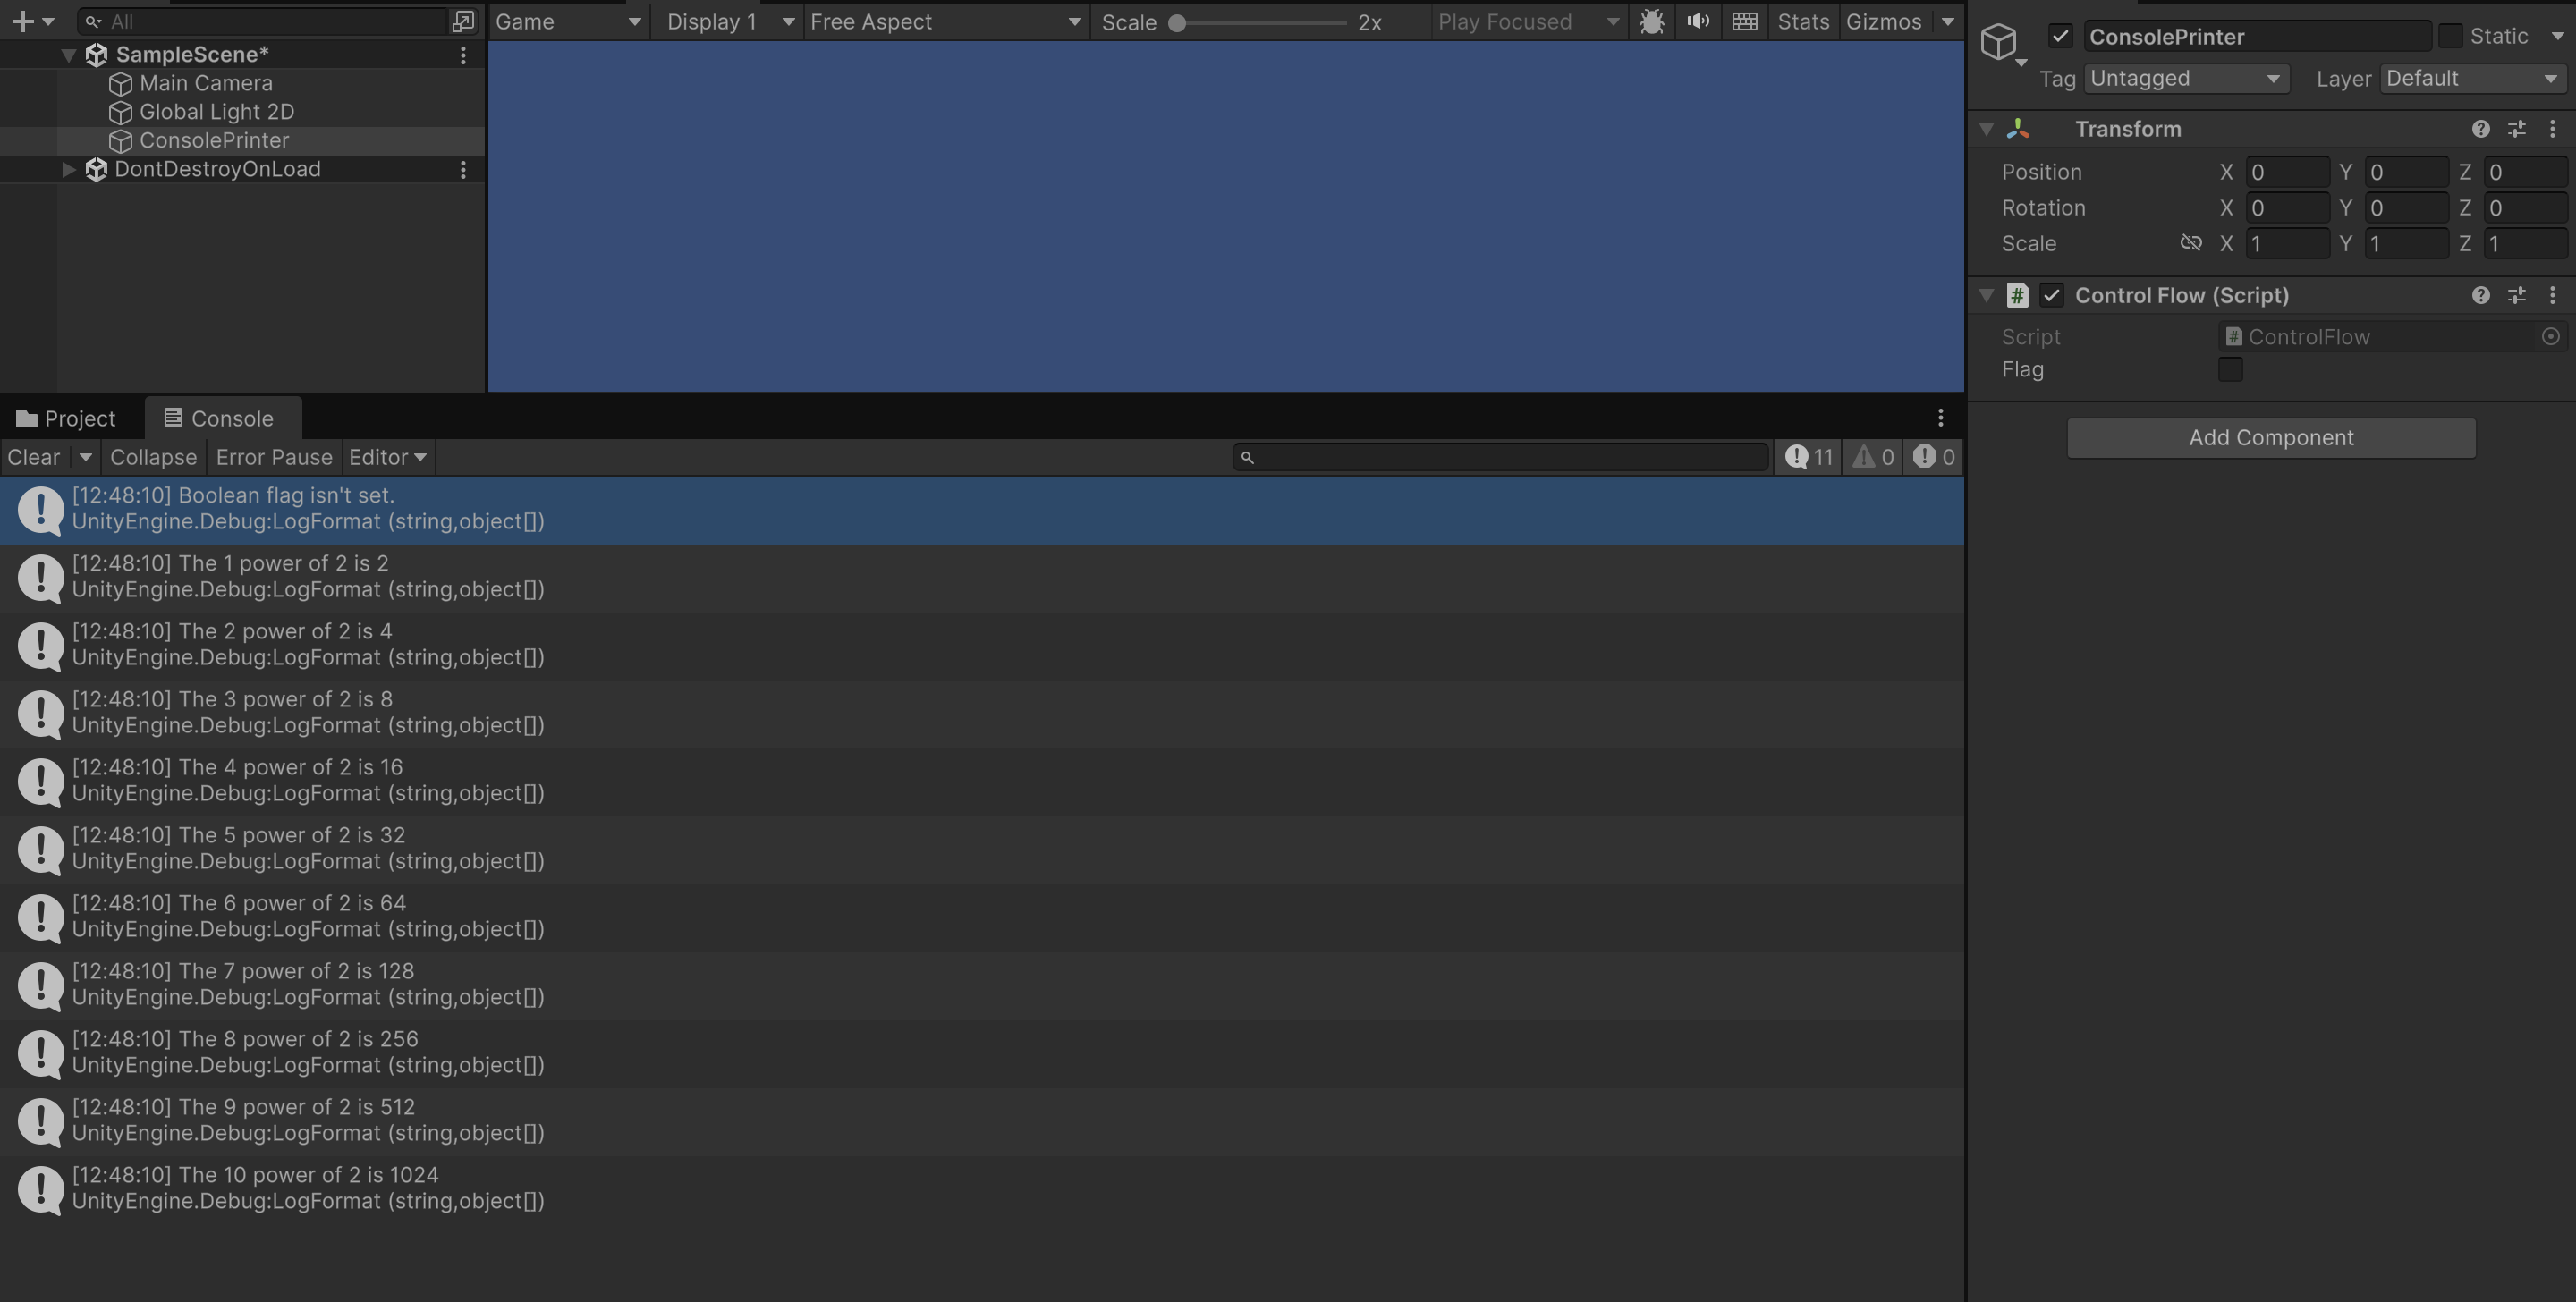 All
SampleScene*
Main Camera
Global Light 2D
ConsolePrinter
DontDestroyOnLoad
Game Display 1 Free Aspect Scale 2x Play Focused Stats Gizmos
ConsolePrinter Static
Tag Untagged Layer Default
Transform
Position X 0 Y 0 Z 0
Rotation X 0 Y 0 Z 0
Scale X 1 Y 1 Z 1
# Control Flow (Script)
Script # ControlFlow
Flag
Add Component
Project Console
Clear Collapse Error Pause Editor 11 0 0
[12:48:10] Boolean flag isn't set.
UnityEngine.Debug:LogFormat (string,object[])
[12:48:10] The 1 power of 2 is 2
UnityEngine.Debug:LogFormat (string,object[])
[12:48:10] The 2 power of 2 is 4
UnityEngine.Debug:LogFormat (string,object[])
[12:48:10] The 3 power of 2 is 8
UnityEngine.Debug:LogFormat (string,object[])
[12:48:10] The 4 power of 2 is 16
UnityEngine.Debug:LogFormat (string,object[])
[12:48:10] The 5 power of 2 is 32
UnityEngine.Debug:LogFormat (string,object[])
[12:48:10] The 6 power of 2 is 64
UnityEngine.Debug:LogFormat (string,object[])
[12:48:10] The 7 power of 2 is 128
UnityEngine.Debug:LogFormat (string,object[])
[12:48:10] The 8 power of 2 is 256
UnityEngine.Debug:LogFormat (string,object[])
[12:48:10] The 9 power of 2 is 512
UnityEngine.Debug:LogFormat (string,object[])
[12:48:10] The 10 power of 2 is 1024
UnityEngine.Debug:LogFormat (string,object[])